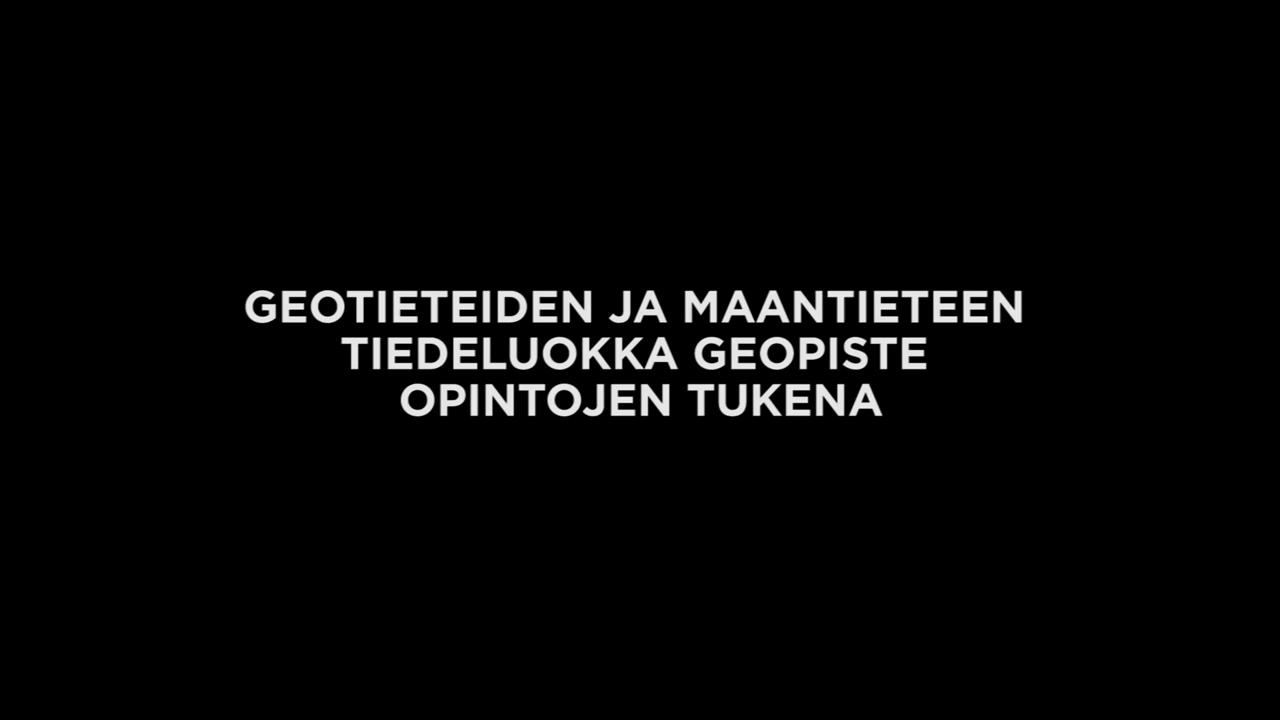 GEOTIETEIDEN JA MAANTIETEEN
TIEDELUOKKA GEOPISTE
OPINTOJEN TUKENA